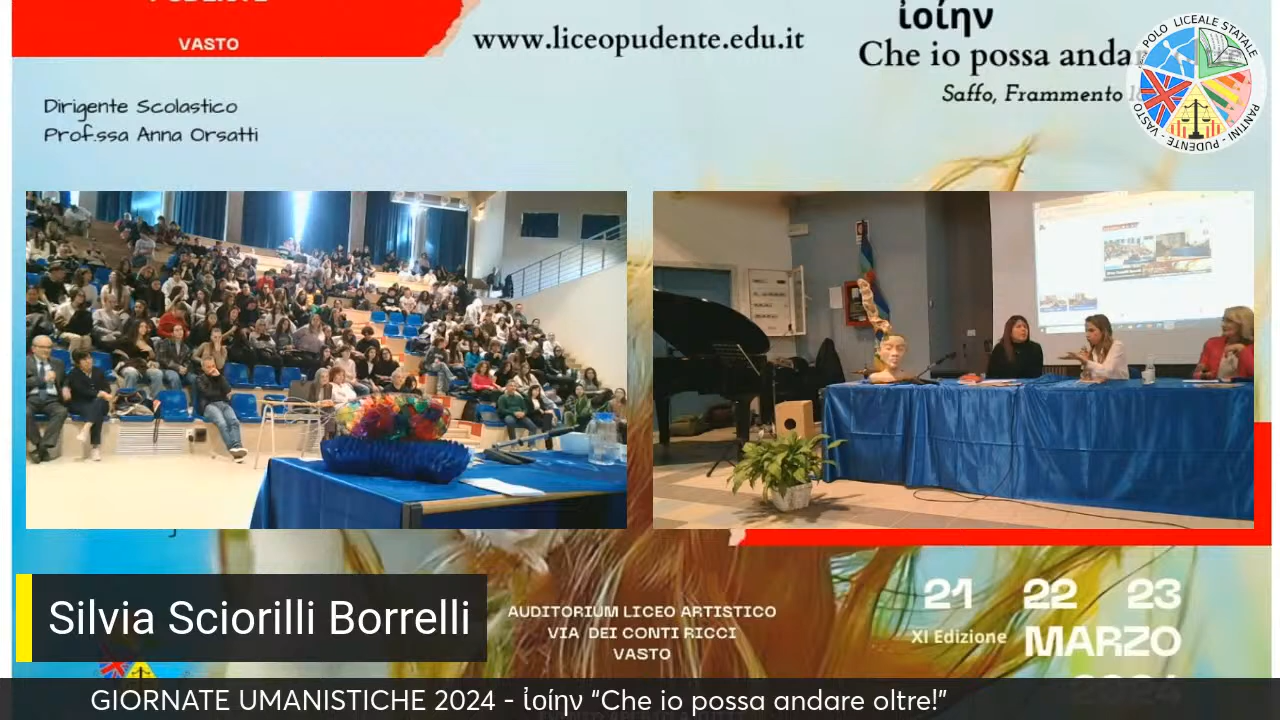 VASTO
www.liceopudente.edu.it
ἰοίην
Che io possa
Saffo, Frammento
POLO LICEALE STATALE
PANTINI - PUDENTE - VASTO
Dirigente Scolastico
Prof.ssa Anna Orsatti
Silvia Sciorilli Borrelli
AUDITORIUM LICEO ARTISTICO
VIA DEI CONTI RICCI
VASTO
21 22 23
XI Edizione MARZO
GIORNATE UMANISTICHE 2024 - ἰοίην “Che io possa andare oltre!”